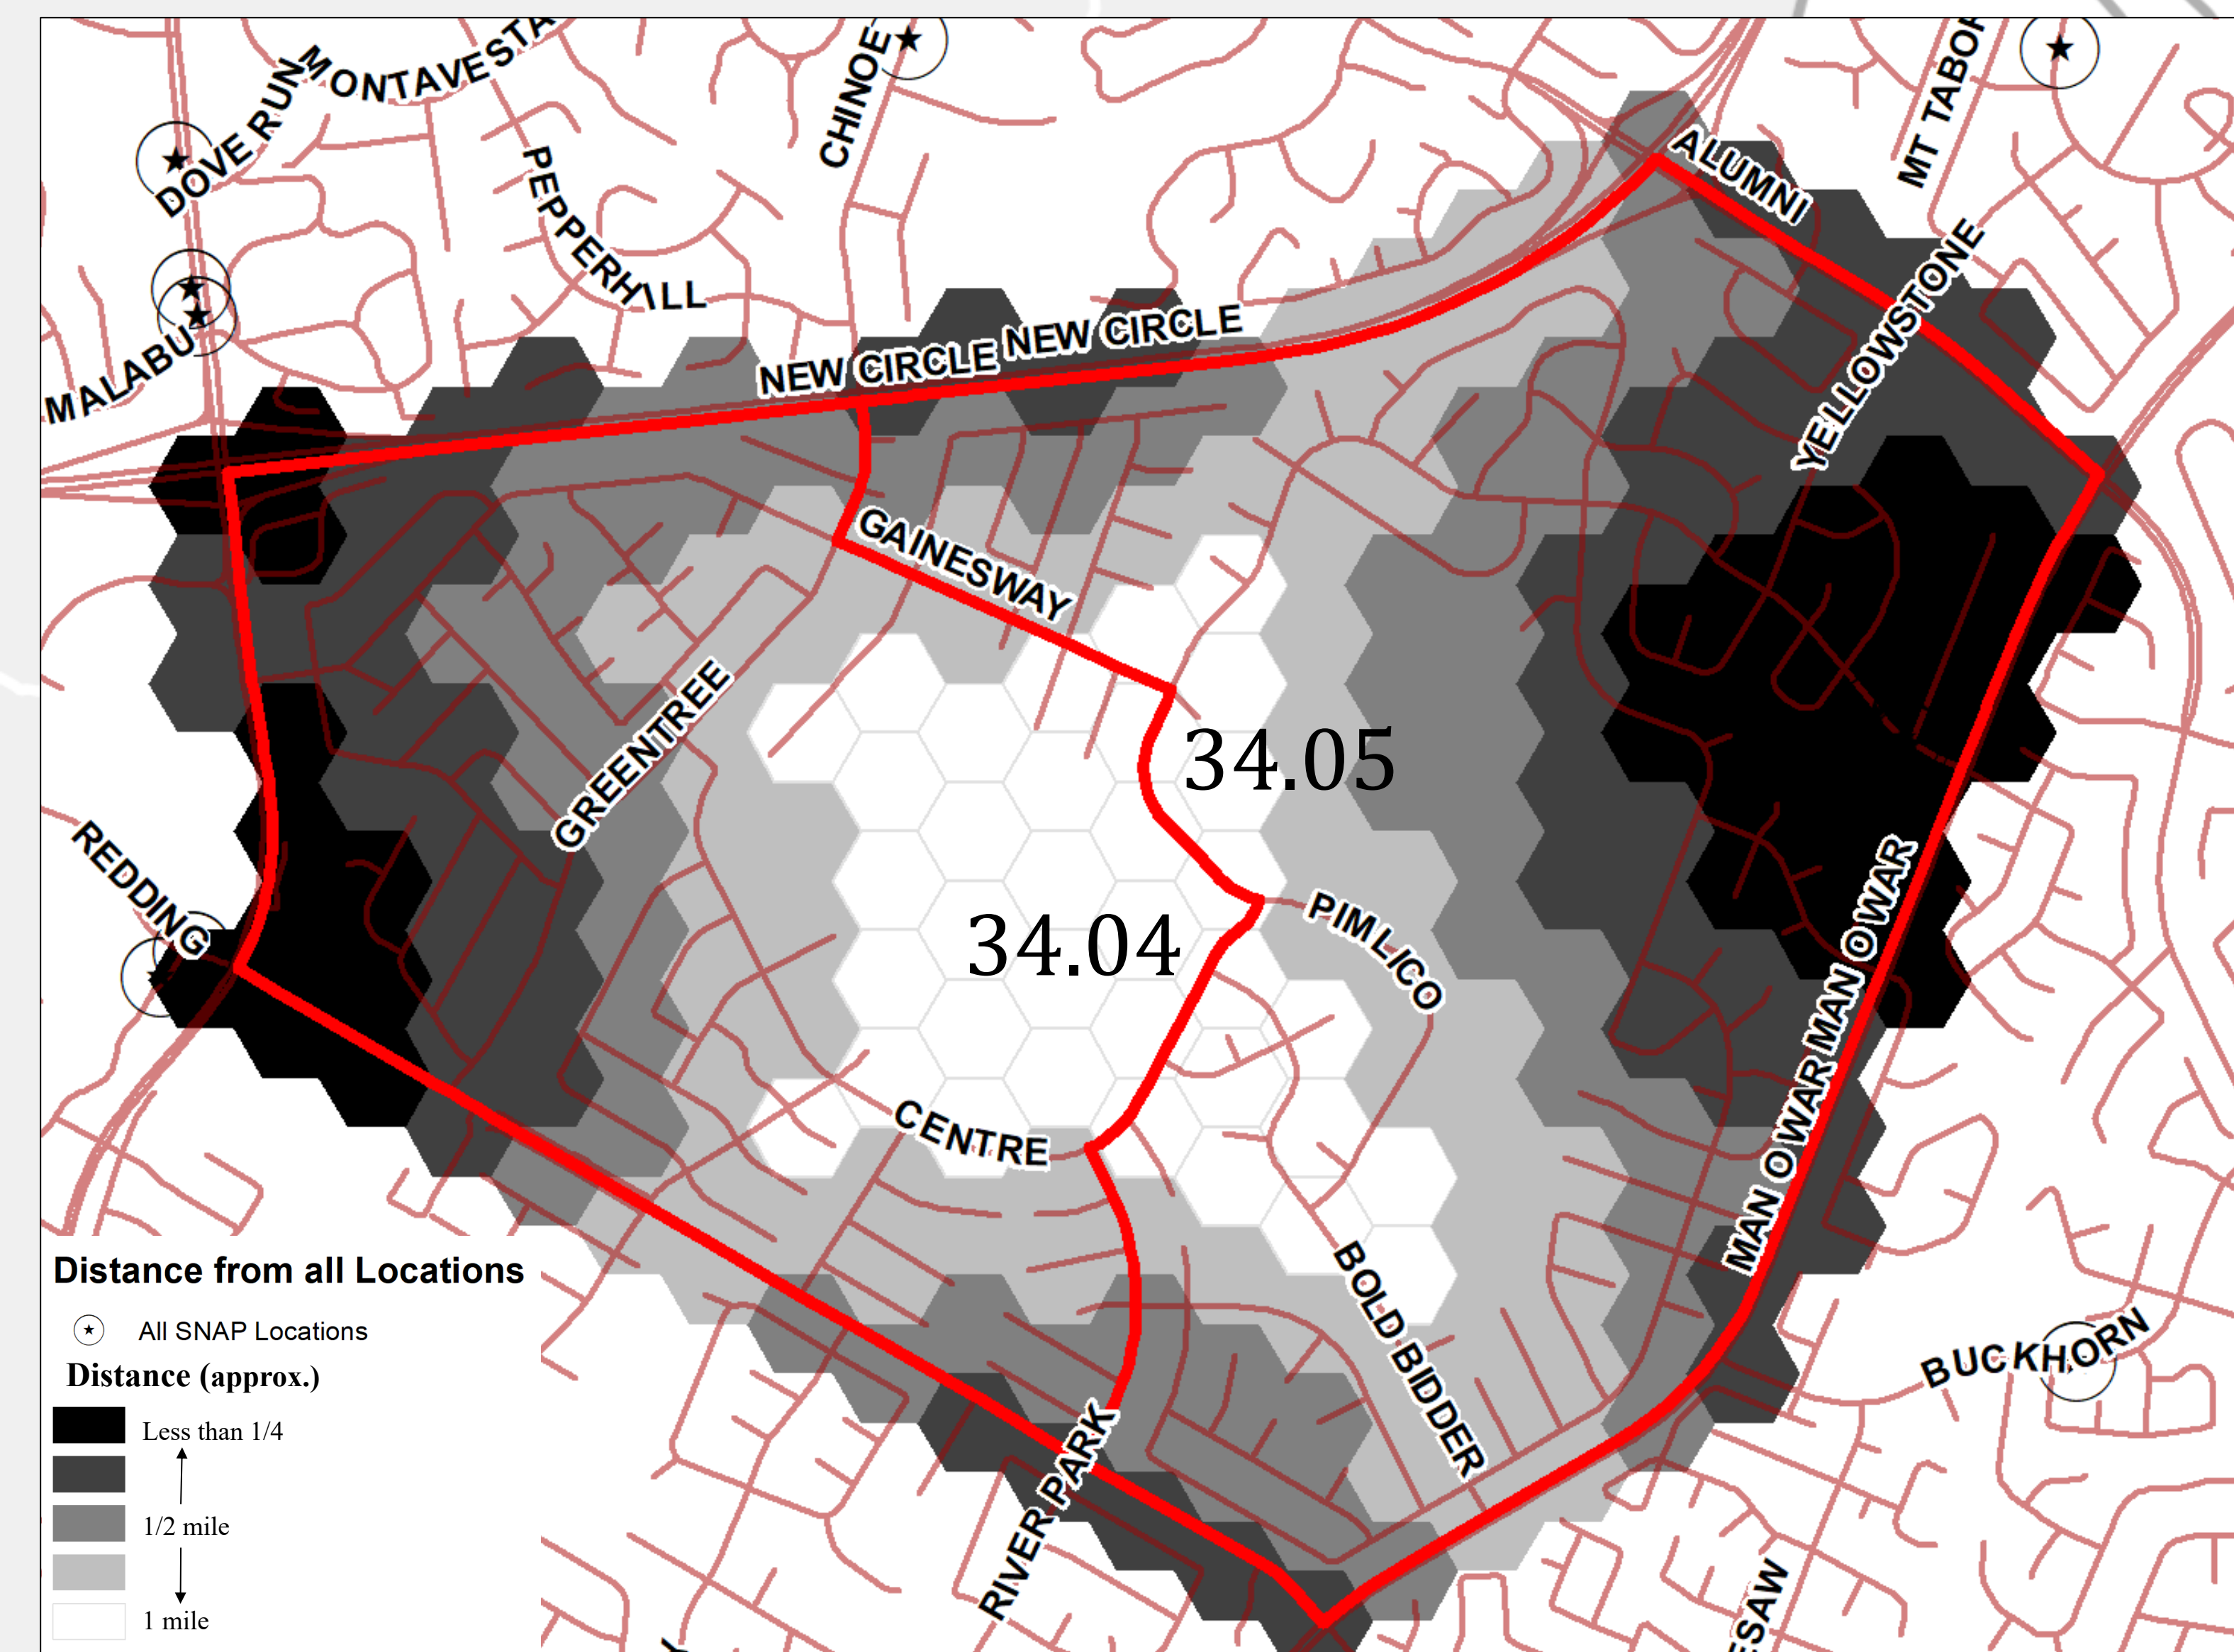 MONTAVESTA
CHINOE
MT TABOR
DOVE RUN
ALUMNI
PEPPERHILL
YELLOWSTONE
MALABU
NEW CIRCLE
NEW CIRCLE
GAINESWAY
GREENTREE
34.05
REDDING
PIMLICO
34.04
MAN O WAR
MAN O WAR
CENTRE
BOLD BIDDER
BUCKHORN
RIVER PARK
Distance from all Locations
All SNAP Locations
Distance (approx.)
Less than 1/4
1/2 mile
1 mile